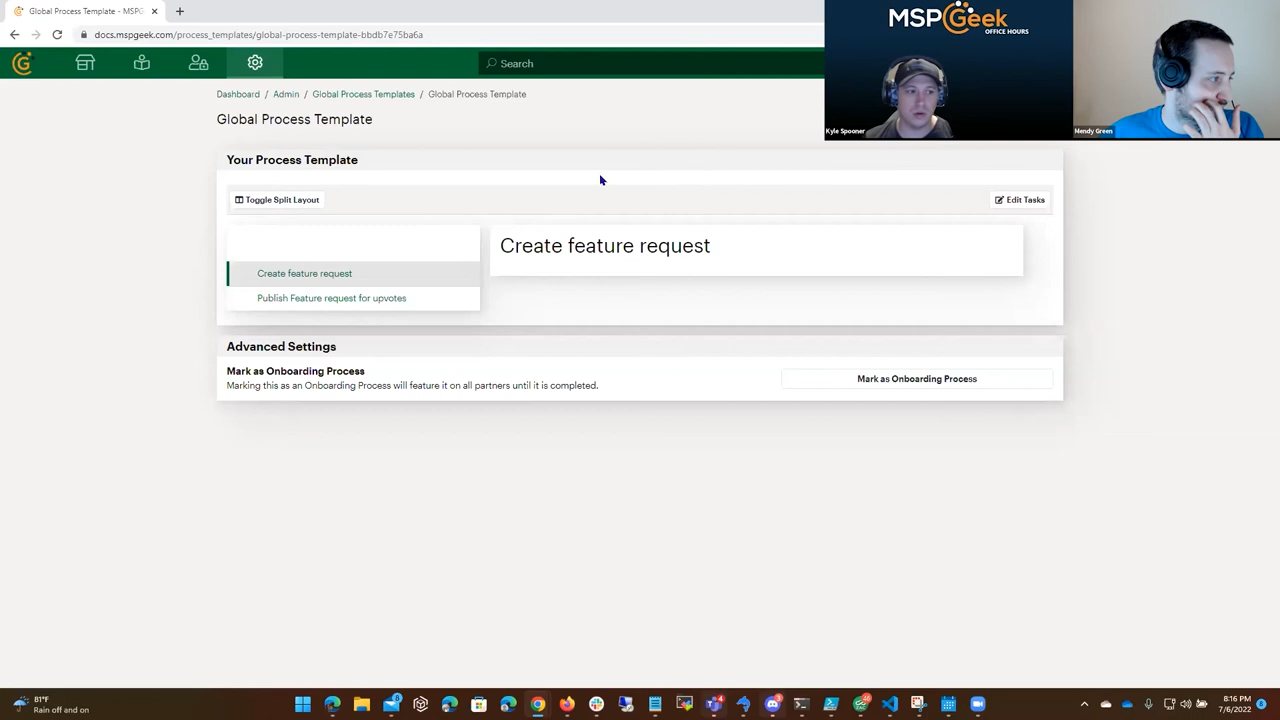 Global Process Template - MSPG
docs.mspgeek.com/process_templates/global-process-template-bbdb7e75ba6a
MSPGeek
OFFICE HOURS
Kyle Spooner
Mendy Green
Search
Dashboard / Admin / Global Process Templates / Global Process Template
Global Process Template
Your Process Template
Toggle Split Layout
Edit Tasks
Create feature request
Create feature request
Publish Feature request for upvotes
Advanced Settings
Mark as Onboarding Process
Marking this as an Onboarding Process will feature it on all partners until it is completed.
Mark as Onboarding Process
81°F
Rain off and on
8:16 PM
7/6/2022